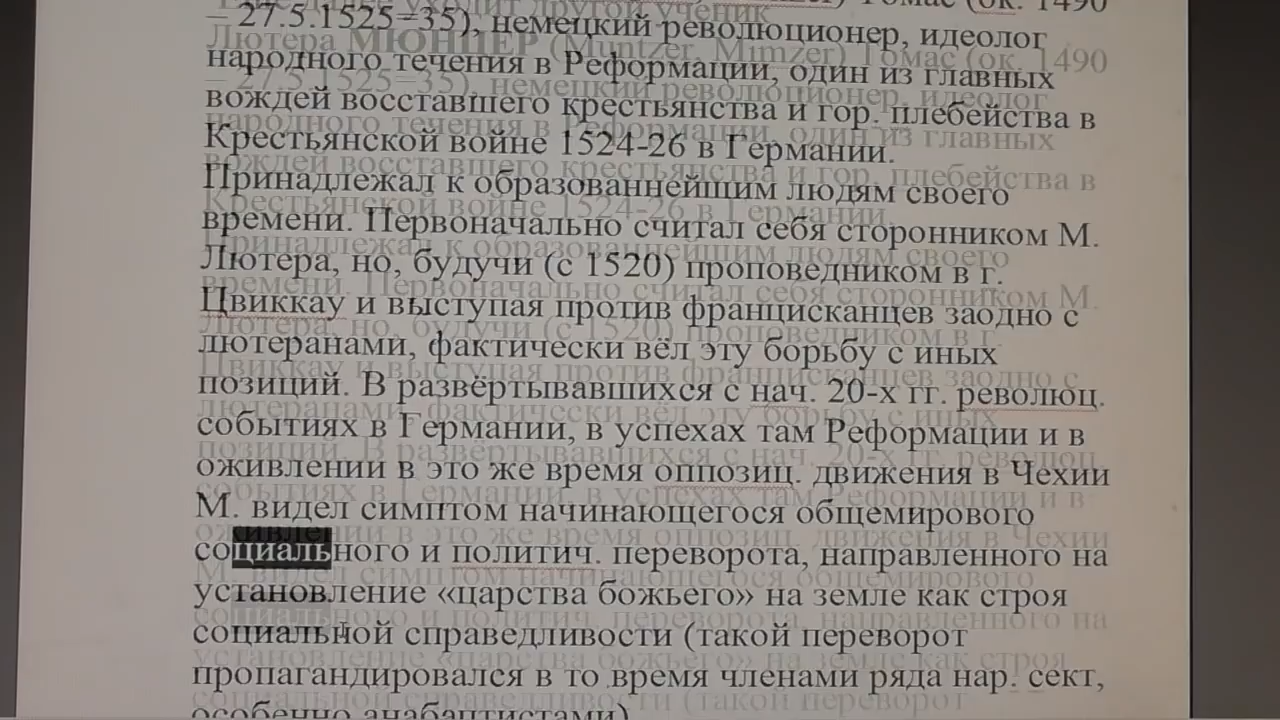 Лютера МЮНЦЕР (Müntzer, Mimzer) Томас (ок. 1490
– 27.5.1525=35), немецкий революционер, идеолог
народного течения в Реформации, один из главных
вождей восставшего крестьянства и гор. плебейства в
Крестьянской войне 1524-26 в Германии.
Принадлежал к образованнейшим людям своего
времени. Первоначально считал себя сторонником М.
Лютера, но, будучи (с 1520) проповедником в г.
Цвиккау и выступая против францисканцев заодно с
лютеранами, фактически вёл эту борьбу с иных
позиций. В развёртывавшихся с нач. 20-х гг. революц.
событиях в Германии, в успехах там Реформации и в
оживлении в это же время оппозиц. движения в Чехии
М. видел симптом начинающегося общемирового
социального и политич. переворота, направленного на
установление «царства божьего» на земле как строя
социальной справедливости (такой переворот
пропагандировался в то время членами ряда нар. сект,
особенно анабаптистами)